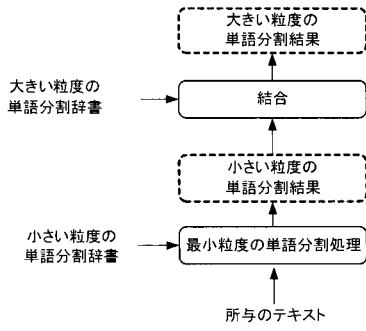 大きい粒度の
単語分割結果
大きい粒度の
単語分割辞書
結合
小さい粒度の
単語分割結果
小さい粒度の
単語分割辞書
最小粒度の単語分割処理
所与のテキスト